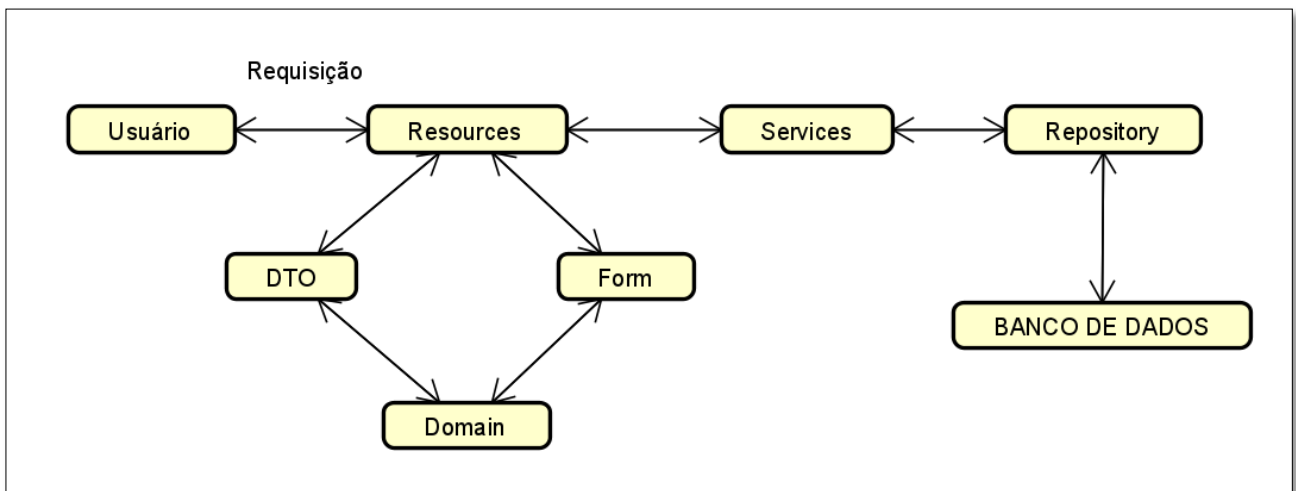 Requisição
Usuário
Resources
Services
Repository
DTO
Form
BANCO DE DADOS
Domain